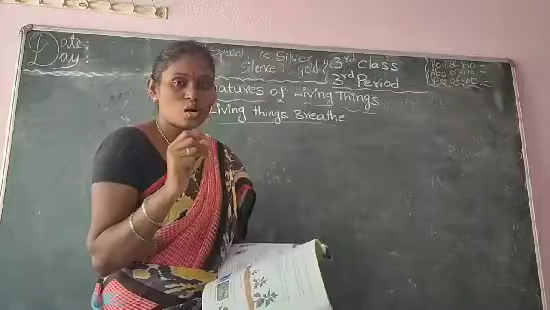 Date:
Day:
Speech is Silver
Silence is gold
3rd class
2nd Period
Features of Living Things
Living things Breathe